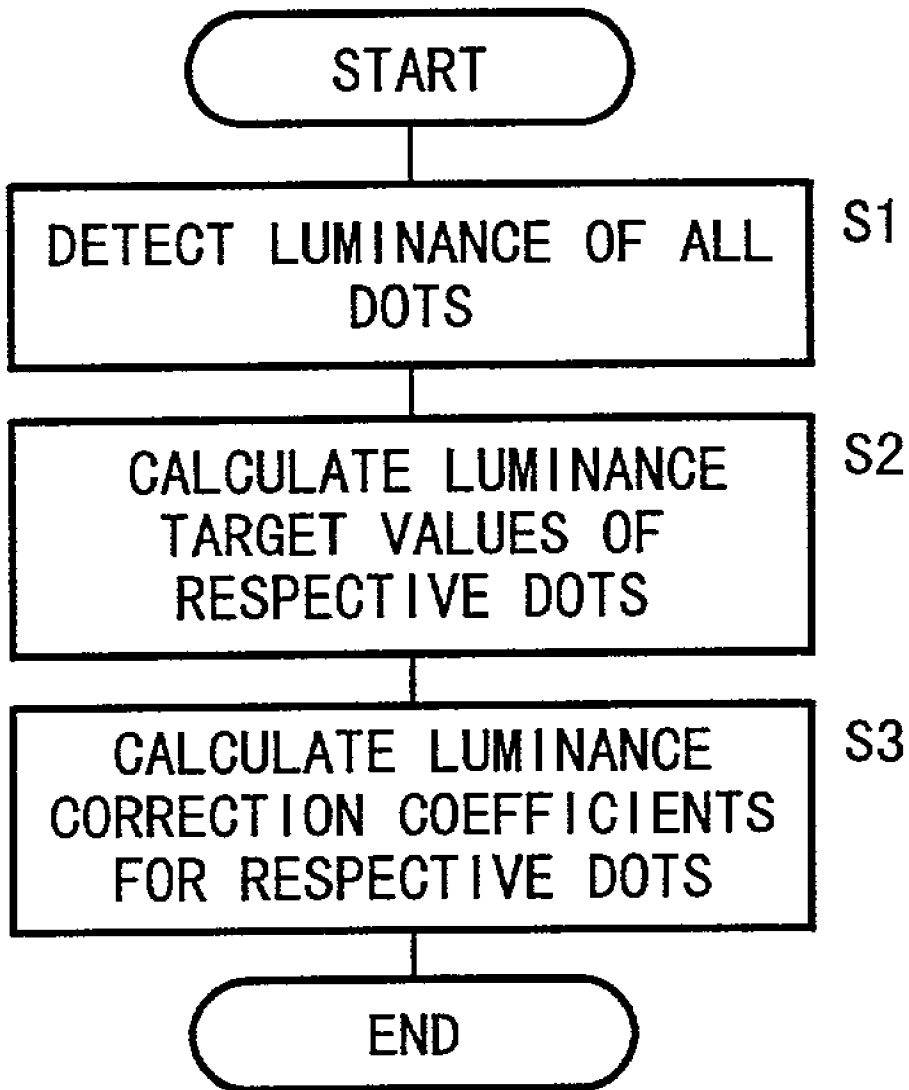 START
DETECT LUMINANCE OF ALL
DOTS
S1
CALCULATE LUMINANCE
TARGET VALUES OF
RESPECTIVE DOTS
S2
CALCULATE LUMINANCE
CORRECTION COEFFICIENTS
FOR RESPECTIVE DOTS
S3
END